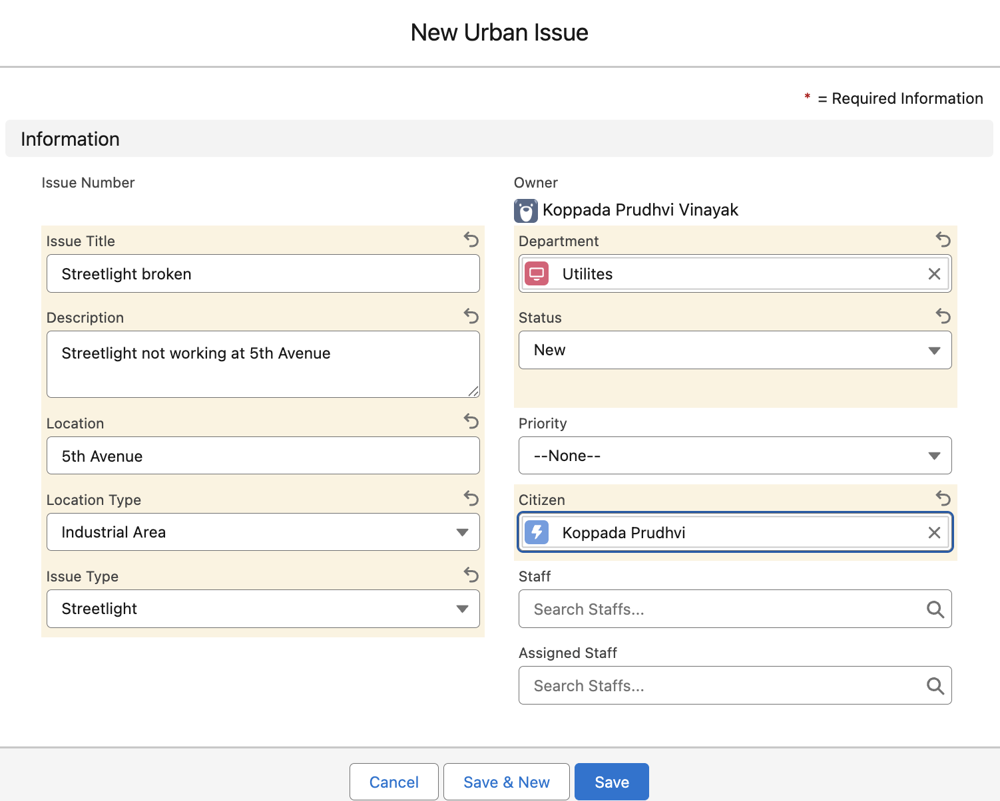 New Urban Issue
* = Required Information
Information
Issue Number
Owner
Koppada Prudhvi Vinayak
Issue Title
Streetlight broken
Department
Utilites
Description
Streetlight not working at 5th Avenue
Status
New
Location
5th Avenue
Priority
--None--
Location Type
Industrial Area
Citizen
Koppada Prudhvi
Issue Type
Streetlight
Staff
Search Staffs...
Assigned Staff
Search Staffs...
Cancel
Save & New
Save